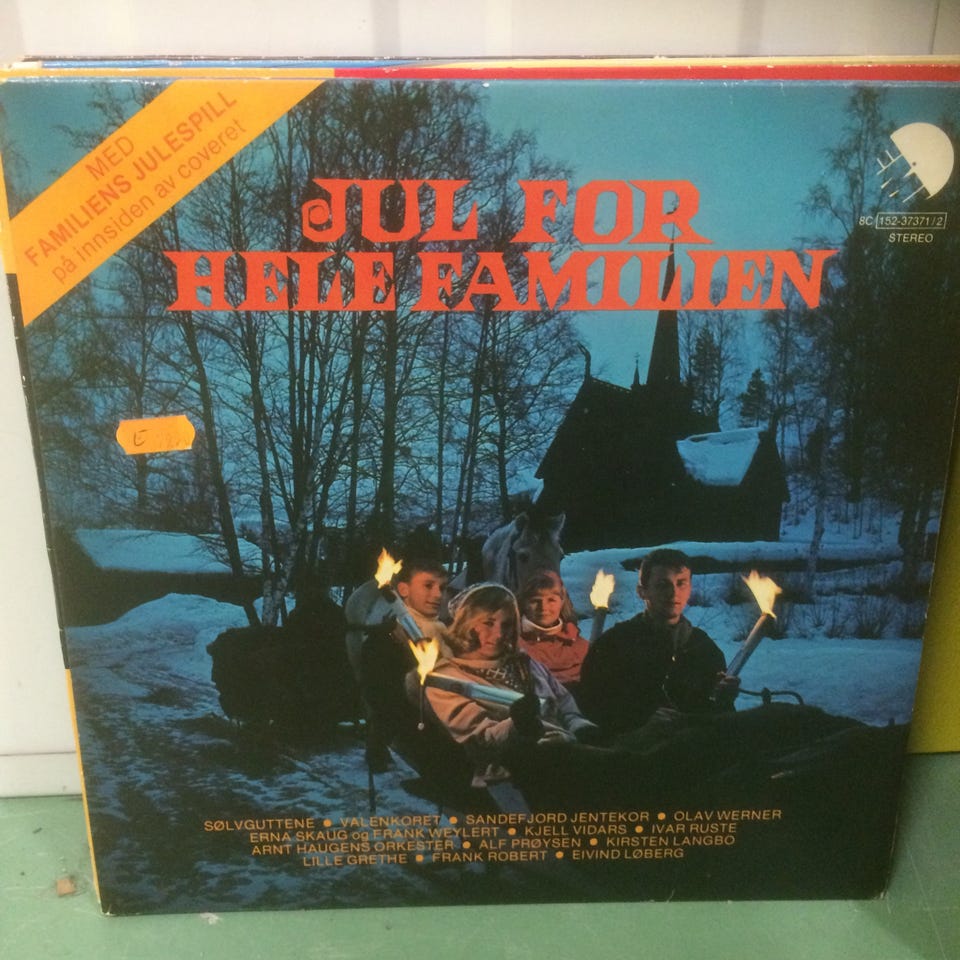 MED
FAMILIENS JULESPILL
på innsiden av coveret
JUL FOR
HELE FAMILIEN
8C 152-37371/2
STEREO
E
SØLVGUTTENE • VALENKORET • SANDEFJORD JENTEKOR • OLAV WERNER
ERNA SKAUG og FRANK WEYLERT • KJELL VIDARS • IVAR RUSTE
ARNT HAUGENS ORKESTER • ALF PRØYSEN • KIRSTEN LANGBO
LILLE GRETHE • FRANK ROBERT • EIVIND LØBERG